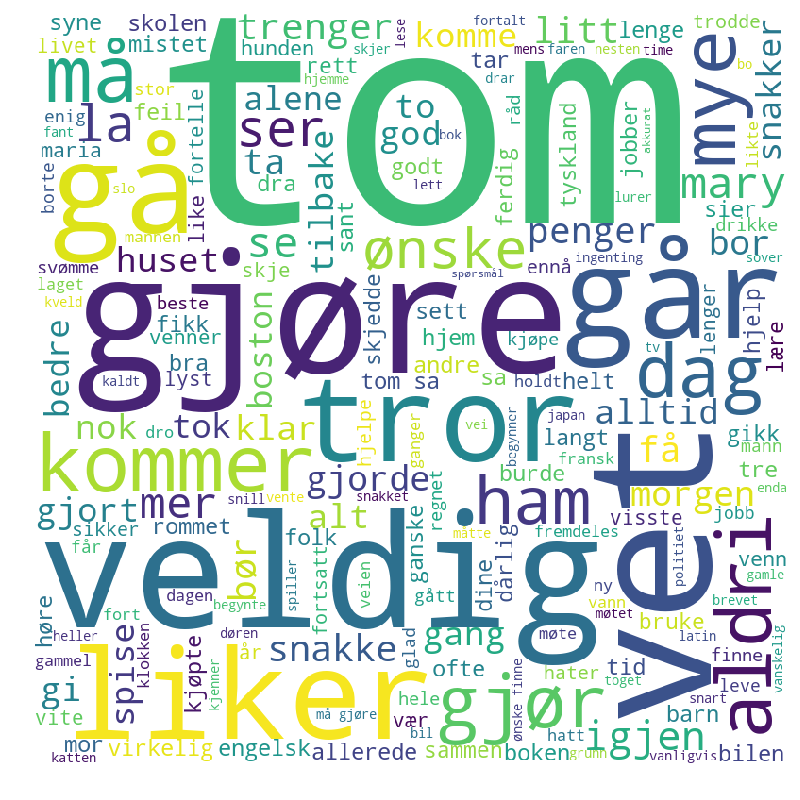 syne skolen trenger komme litt lenge fortalt skjer lese mens faren nesten time trodde bo
livet mistet hunden rett tar drar hjemme snakker
må tom mye
stor enig fant la feil alene ser to god bok råd jobber akkurat likte
maria fortelle ta godt lett ferdig tyskland lurer mary
borte gå slo dra tilbake sant sier drikke
mannen like se ønske penger bor
svømme huset skje ennå spørsmål ingenting sover
laget gjøre går hjelp lenger lære
kveld beste fikk venner boston skjedde sett hjem kjøpe tv
bedre bra lyst tom sa andre sa holdt helt dag
kaldt tror japan alltid
nok dro tok klar hjelpe ganger vei begynner langt få gikk mann
kommer gjorde burde fransk tre bo enda
gjort mer snill vente snakket ham morgen
sikker rommet alt regnet visste jobb
får folk ganske måtte fremdeles venn
veldig vet aldri
bør fortsatt dine dårlig politiet
dagen spiller veien gått ny vann brevet gamle
høre fort begynte møtet bruke
heller klokken døren år snakke gang glad møte latin vanskelig
gammel spise kjøpte kjenner liker ofte gjør hater tid finne
gi hele toget snart leve
vite må gjøre vær ønske finne igjen barn
mor virkelig bil hatt
katten engelsk allerede sammen boken grunn vanligvis bilen